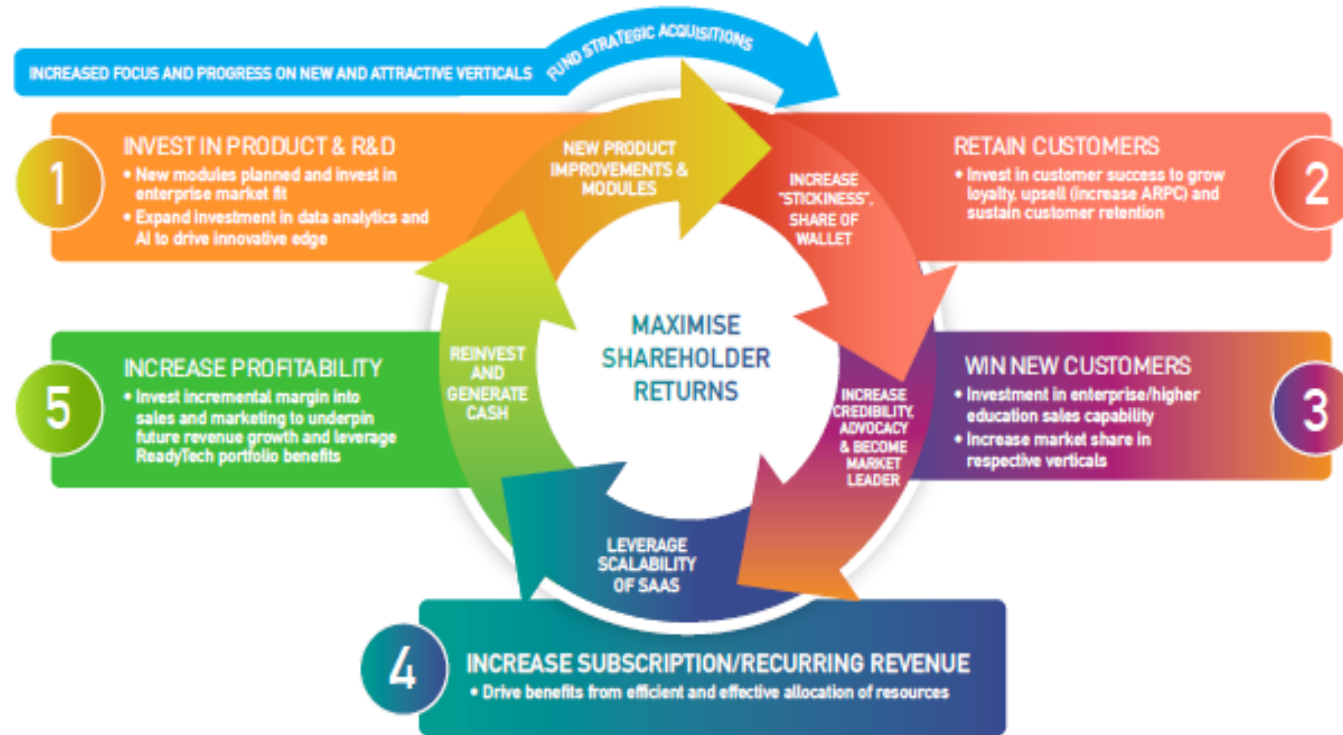 FUND STRATEGIC ACQUISITIONS
INCREASED FOCUS AND PROGRESS ON NEW AND ATTRACTIVE VERTICALS
1
INVEST IN PRODUCT & R&D
• New modules planned and invest in
enterprise market fit
• Expand investment in data analytics and
AI to drive innovative edge
NEW PRODUCT
IMPROVEMENTS &
MODULES
INCREASE
"STICKINESS",
SHARE OF
WALLET
RETAIN CUSTOMERS
• Invest in customer success to grow
loyalty, upsell (increase ARPC) and
sustain customer retention
2
MAXIMISE
SHAREHOLDER
RETURNS
5
INCREASE PROFITABILITY
• Invest incremental margin into
sales and marketing to underpin
future revenue growth and leverage
ReadyTech portfolio benefits
REINVEST
AND
GENERATE
CASH
INCREASE
CREDIBILITY,
ADVOCACY
& BECOME
MARKET
LEADER
WIN NEW CUSTOMERS
• Investment in enterprise/higher
education sales capability
• Increase market share in
respective verticals
3
LEVERAGE
SCALABILITY
OF SAAS
4
INCREASE SUBSCRIPTION/RECURRING REVENUE
• Drive benefits from efficient and effective allocation of resources